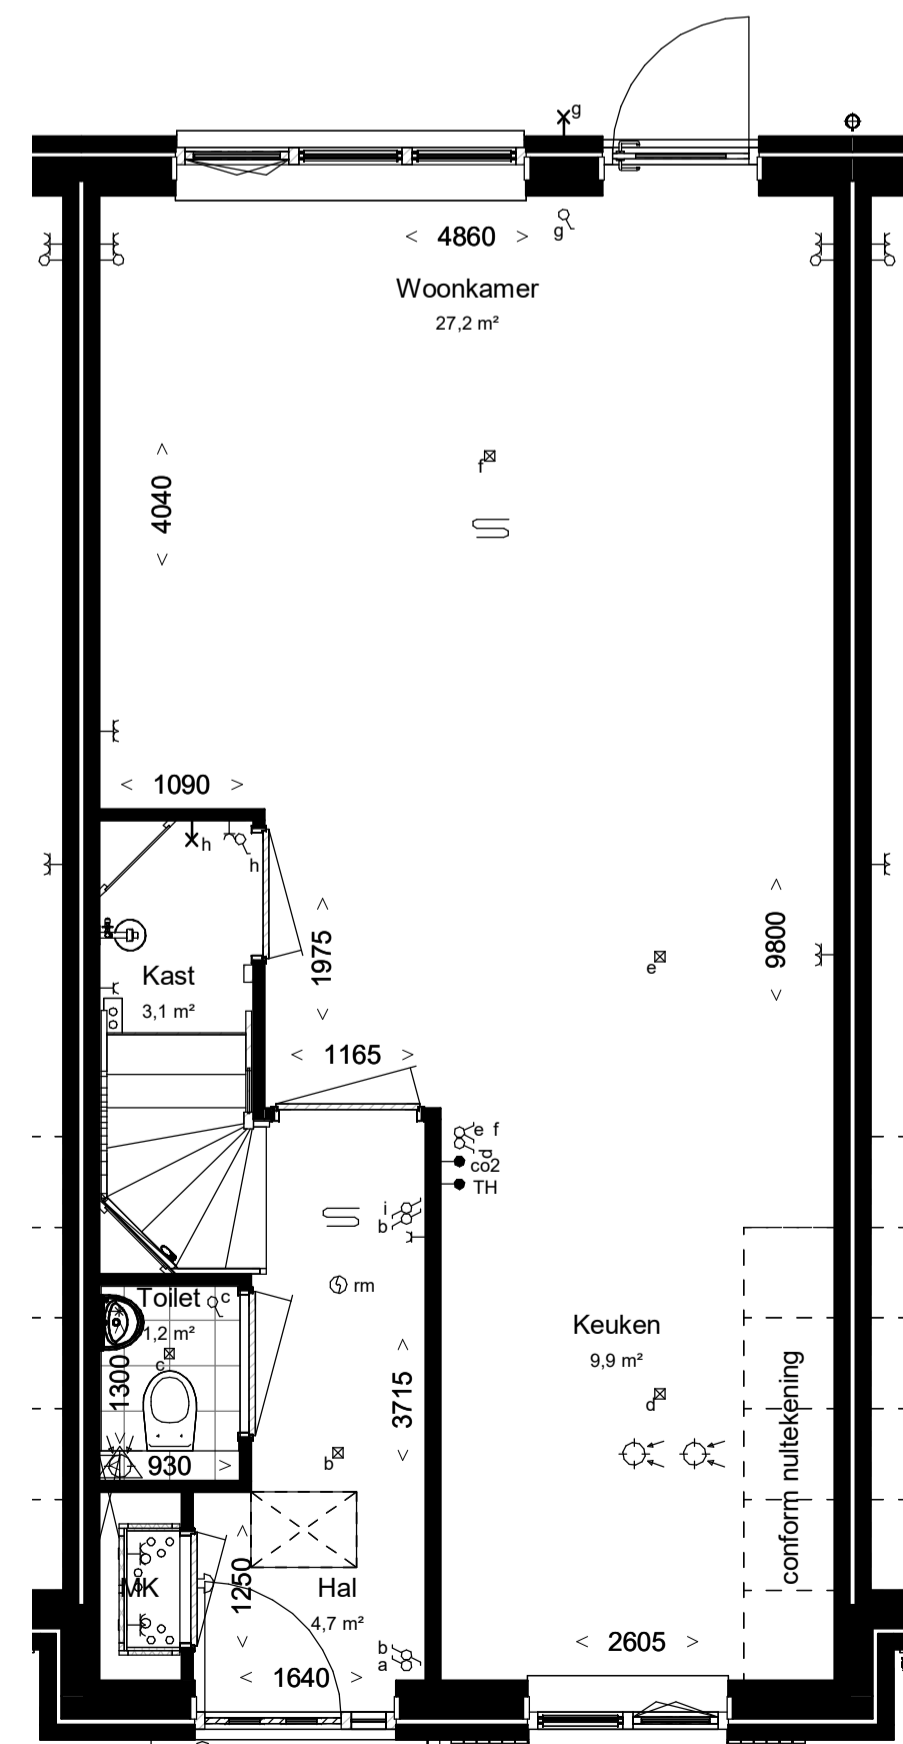 g
g
4860
Woonkamer
27,2 m²
f
4040
1090
h
h
1975
9800
Kast
3,1 m²
e
1165
e f
d
co2
TH
i
b
rm
Toilet
c
1,2 m²
c
1300
930
3715
Keuken
9,9 m²
d
b
conform nultekening
MK
1250
Hal
4,7 m²
b
a
1640
2605